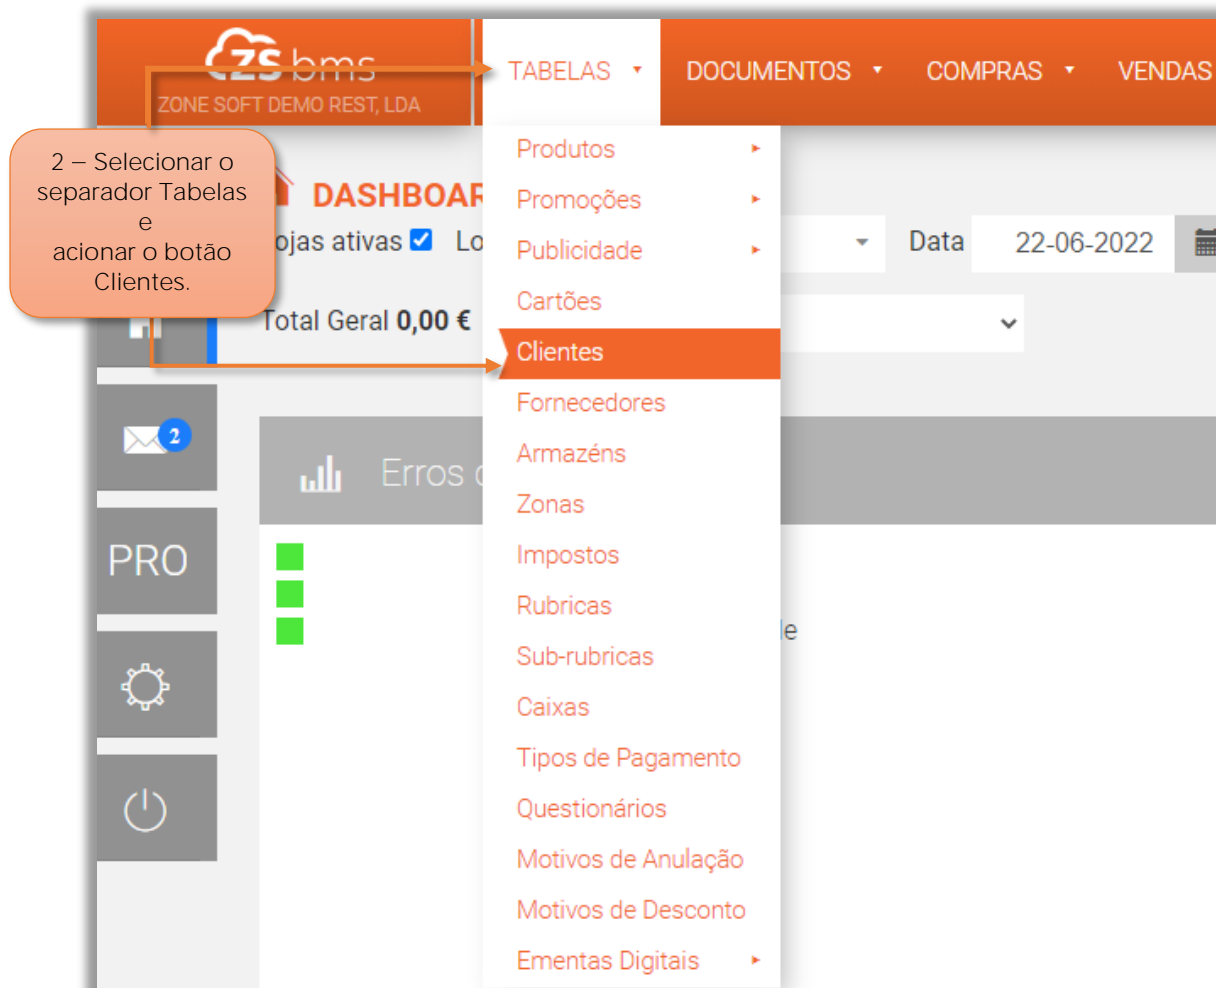 ZS bms
ZONE SOFT DEMO REST, LDA
TABELAS
DOCUMENTOS
COMPRAS
VENDAS
2 – Selecionar o
separador Tabelas
e
acionar o botão
Clientes.
DASHBOAR
ojas ativas Lo
Data 22-06-2022
Total Geral 0,00 €
Produtos
Promoções
Publicidade
Cartões
Clientes
Fornecedores
Armazéns
Zonas
Impostos
Rubricas
Sub-rubricas
Caixas
Tipos de Pagamento
Questionários
Motivos de Anulação
Motivos de Desconto
Ementas Digitais
2
Erros
PRO